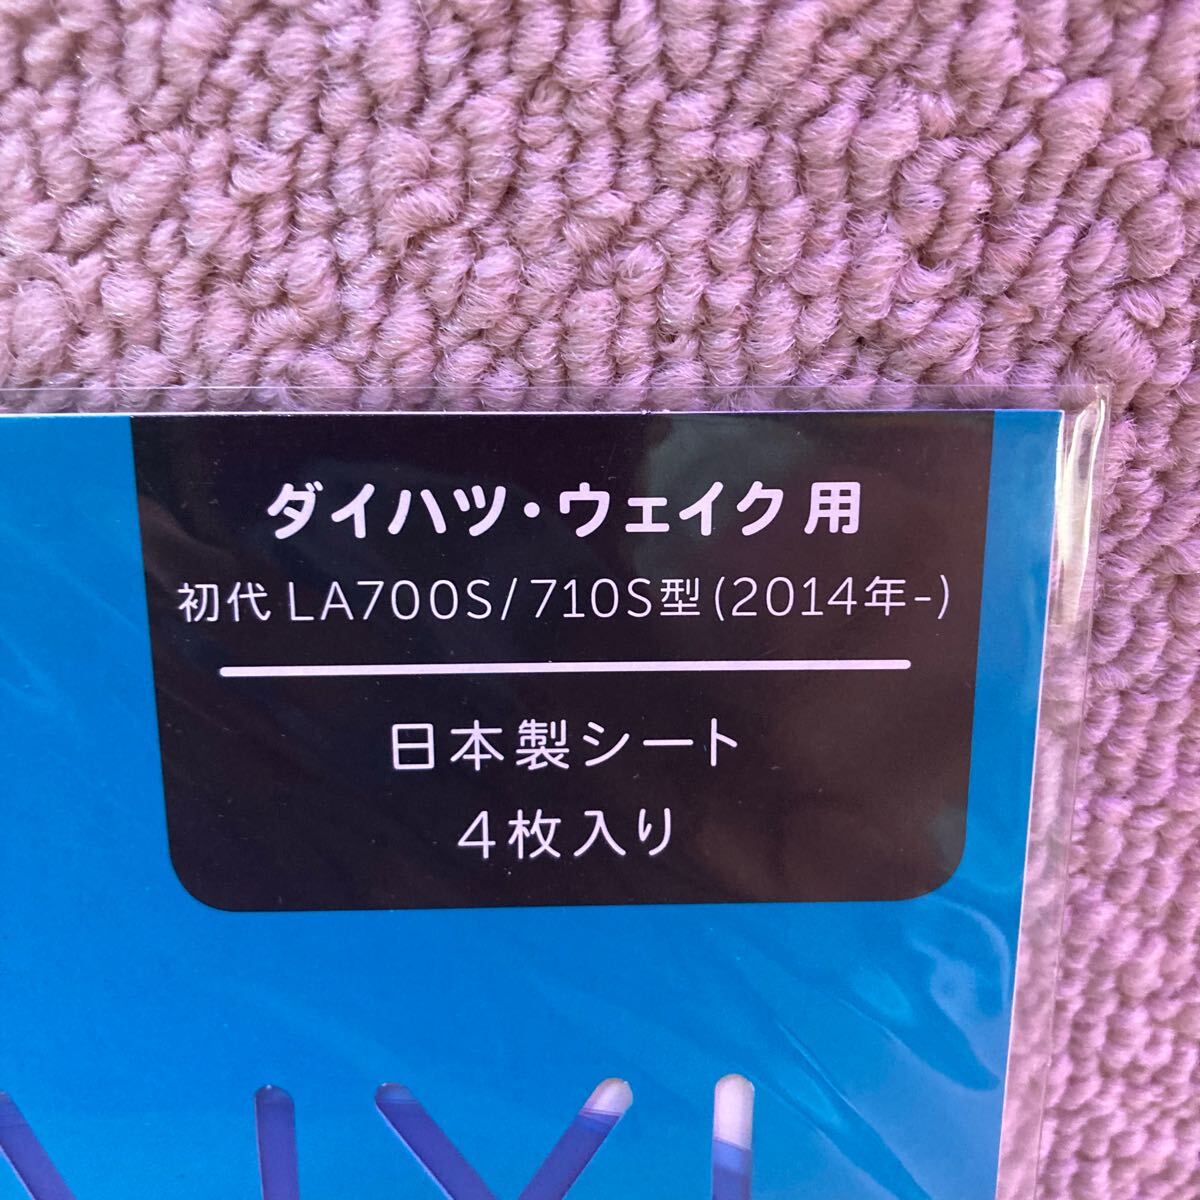 ダイハツ・ウェイク用
初代 LA700S/710S型(2014年-)
日本製シート
4枚入り